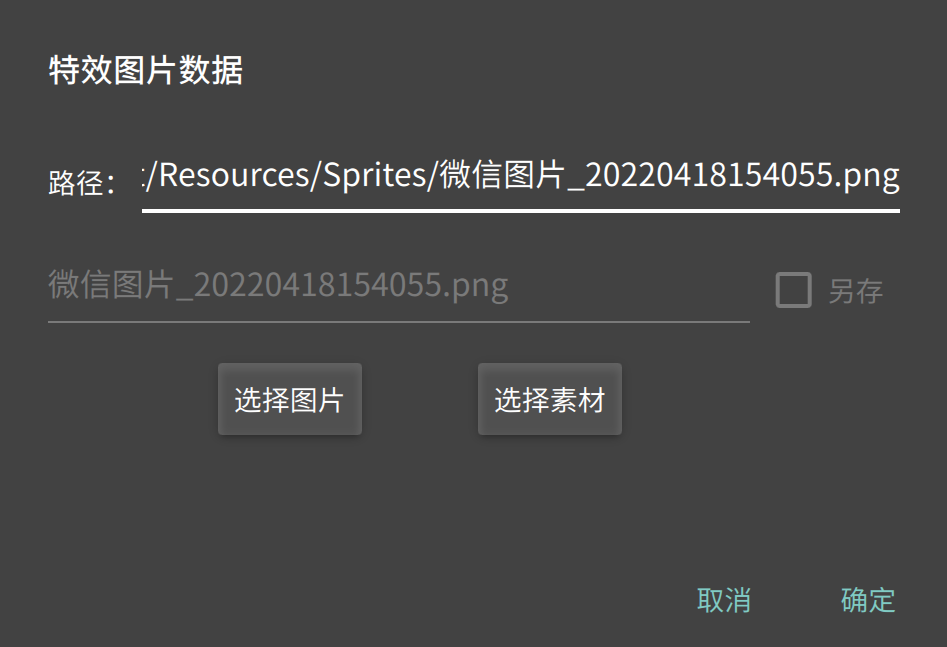 特效图片数据
路径： :/Resources/Sprites/微信图片_20220418154055.png
微信图片_20220418154055.png 另存
选择图片 选择素材
取消 确定